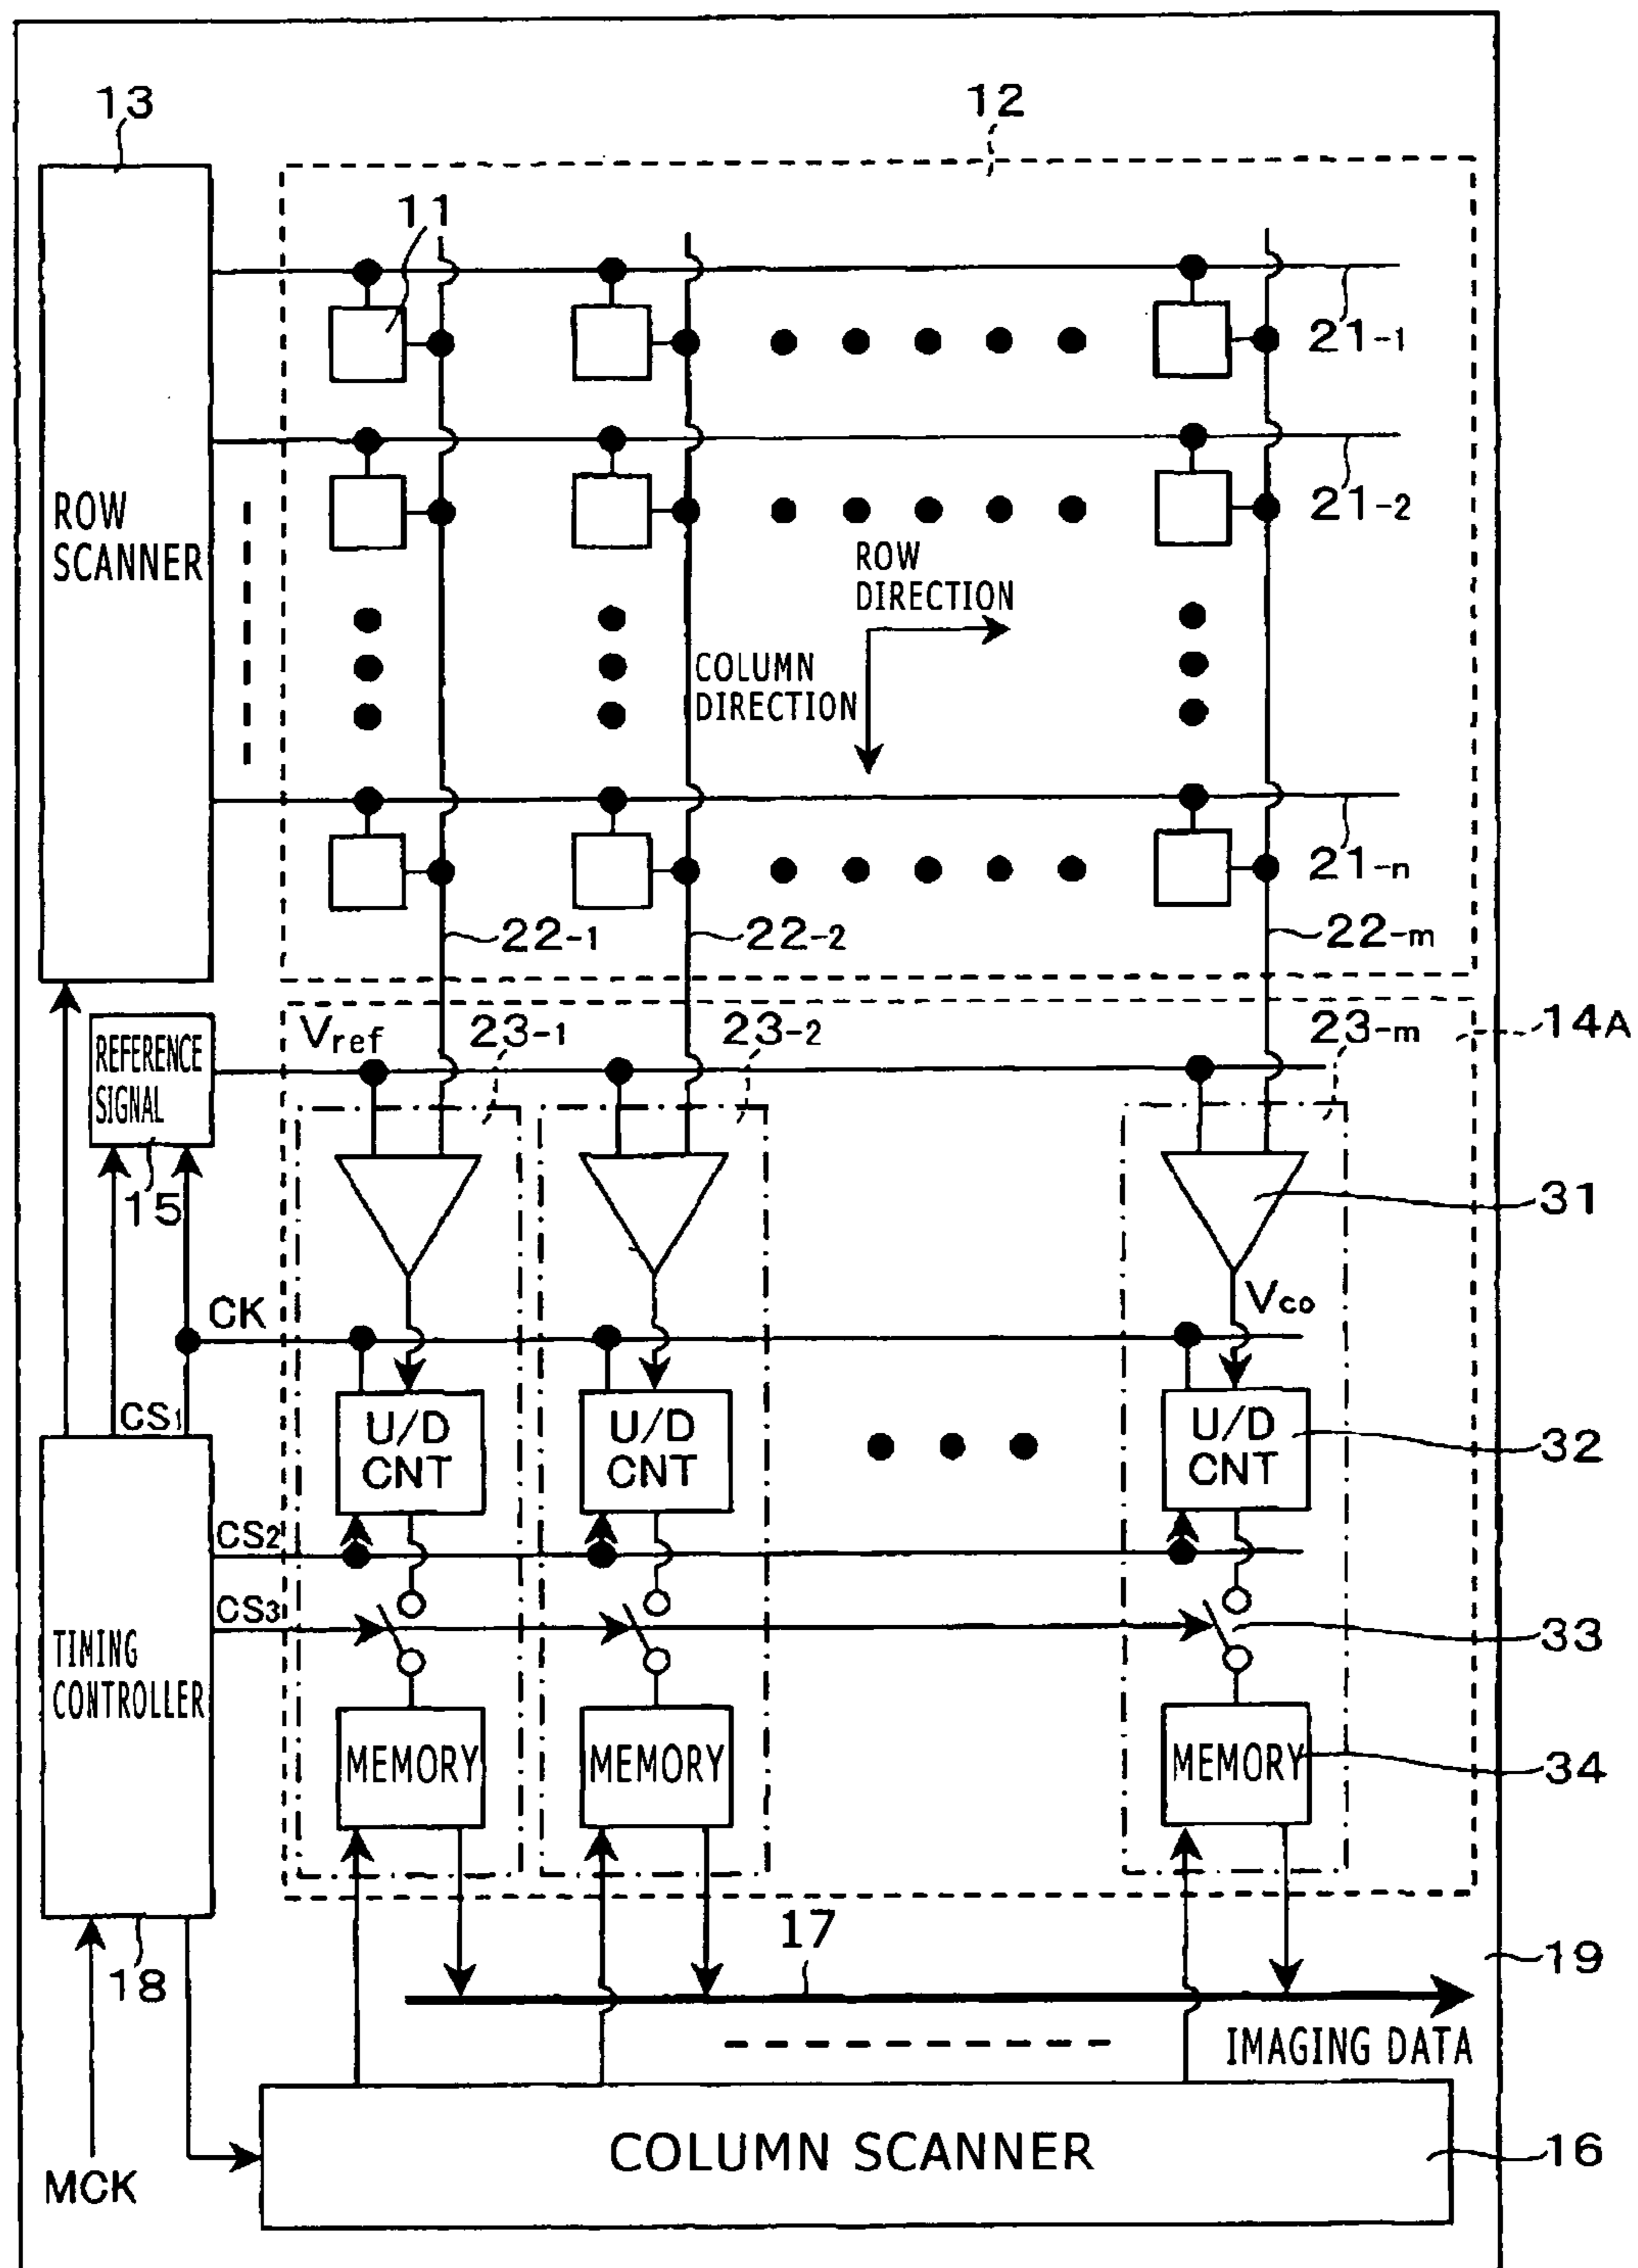 13
12
11
21-1
ROW
SCANNER
21-2
ROW
DIRECTION
COLUMN
DIRECTION
21-n
22-1
22-2
22-m
Vref
23-1
23-2
23-m
14A
REFERENCE
SIGNAL
15
31
CK
Vco
CS1
U/D
CNT
U/D
CNT
U/D
CNT
32
CS2
CS3
33
TIMING
CONTROLLER
MEMORY
MEMORY
MEMORY
34
18
17
19
IMAGING DATA
MCK
COLUMN SCANNER
16